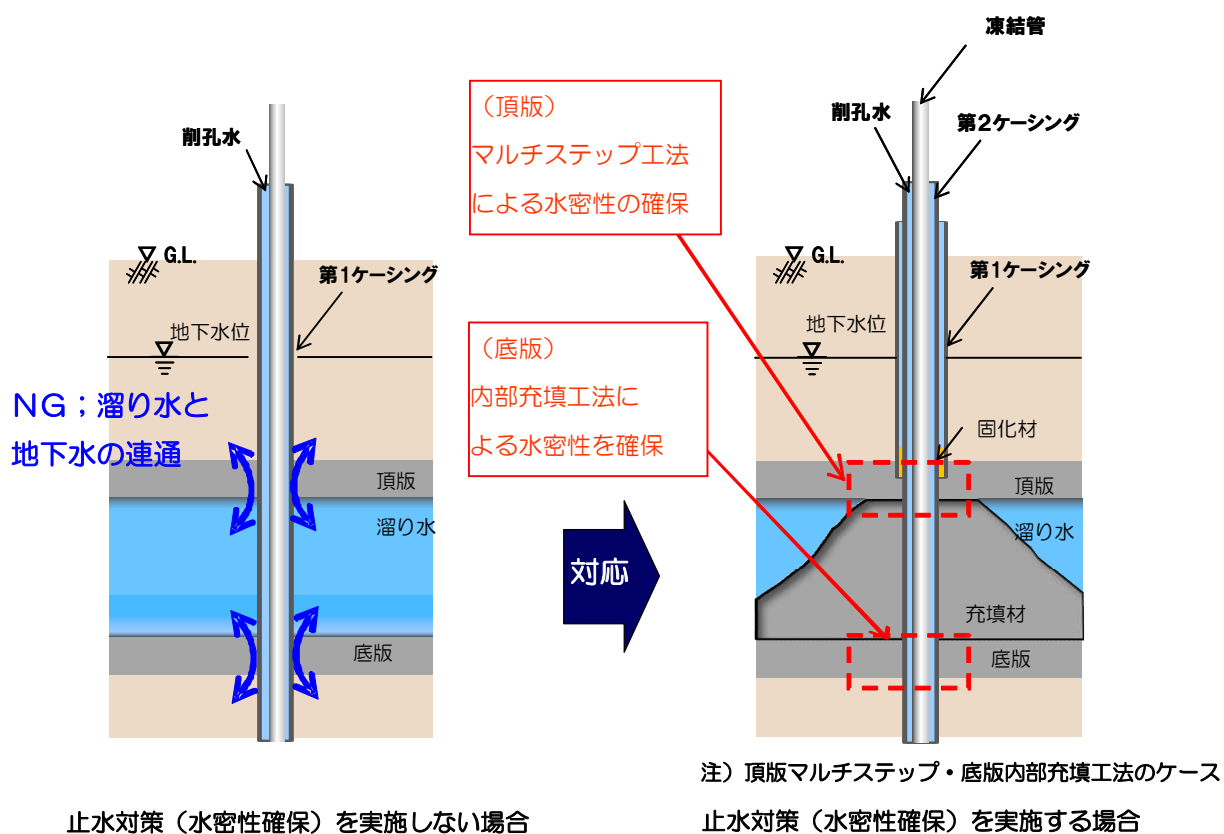 削孔水
G.L.
第1ケーシング
地下水位
NG；溜り水と
地下水の連通
頂版
溜り水
底版
止水対策（水密性確保）を実施しない場合
（頂版）
マルチステップ工法
による水密性の確保
（底版）
内部充填工法に
よる水密性を確保
対応
凍結管
削孔水
第2ケーシング
G.L.
第1ケーシング
地下水位
固化材
頂版
溜り水
充填材
底版
注）頂版マルチステップ・底版内部充填工法のケース
止水対策（水密性確保）を実施する場合